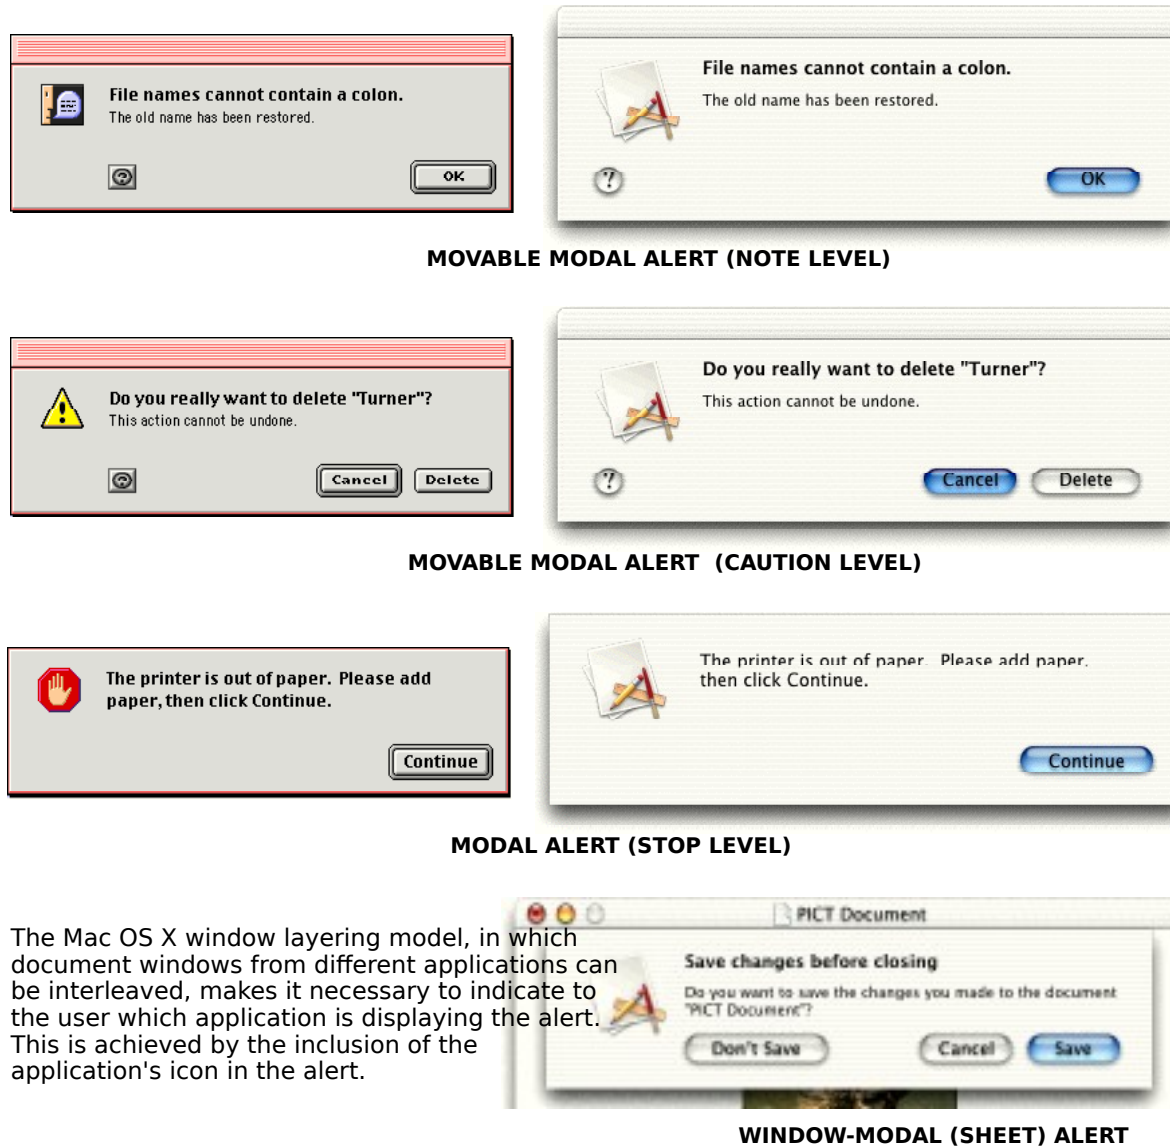 File names cannot contain a colon.
The old name has been restored.
?
OK
File names cannot contain a colon.
The old name has been restored.
?
OK
MOVABLE MODAL ALERT (NOTE LEVEL)
Do you really want to delete "Turner"?
This action cannot be undone.
?
Cancel Delete
Do you really want to delete "Turner"?
This action cannot be undone.
?
Cancel Delete
MOVABLE MODAL ALERT (CAUTION LEVEL)
The printer is out of paper. Please add
paper, then click Continue.
Continue
The printer is out of paper. Please add paper,
then click Continue.
Continue
MODAL ALERT (STOP LEVEL)
The Mac OS X window layering model, in which
document windows from different applications can
be interleaved, makes it necessary to indicate to
the user which application is displaying the alert.
This is achieved by the inclusion of the
application's icon in the alert.
PICT Document
Save changes before closing
Do you want to save the changes you made to the document
"PICT Document"?
Don't Save Cancel Save
WINDOW-MODAL (SHEET) ALERT